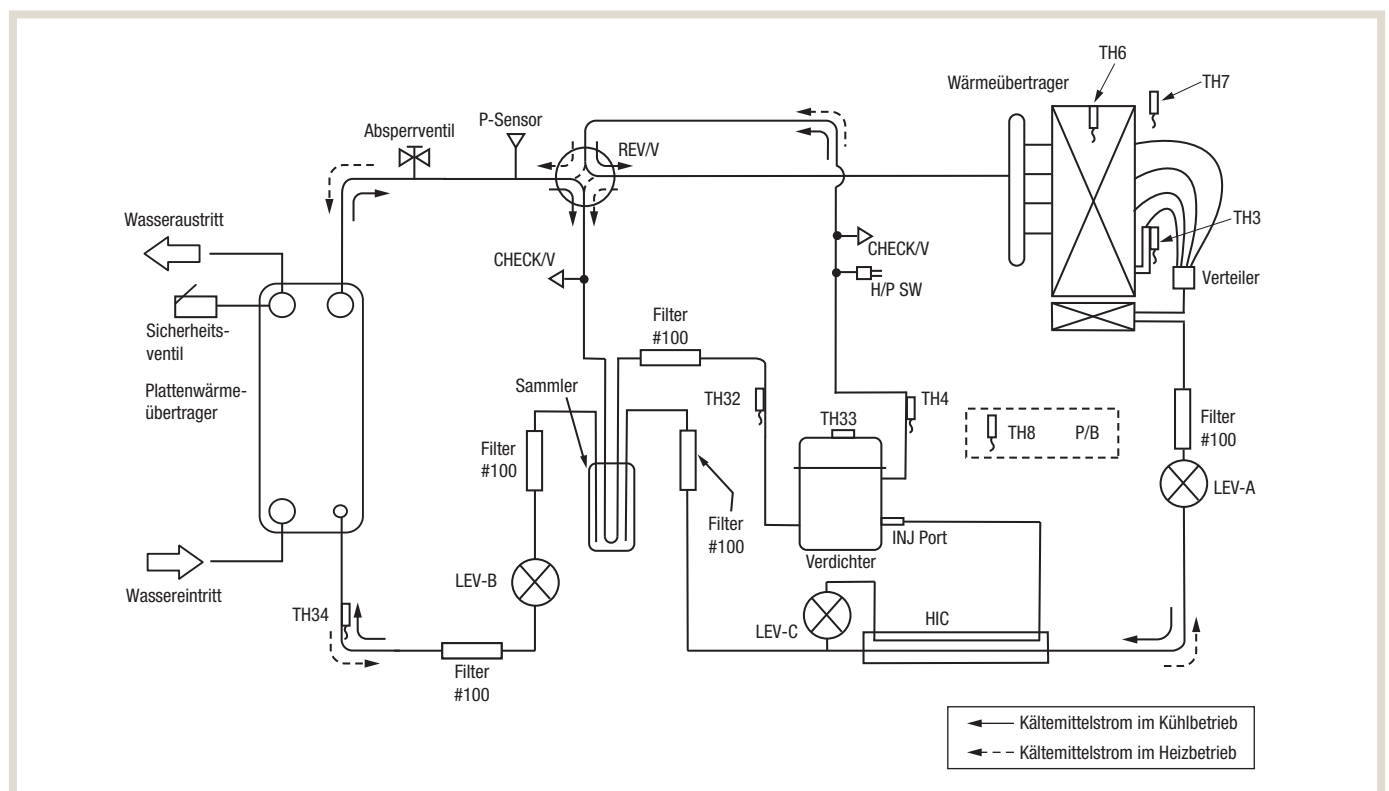 TH6
Wärmeübertrager
TH7
P-Sensor
Absperrventil
REV/V
Wasseraustritt
TH3
CHECK/V
CHECK/V
H/P SW
Verteiler
Sicherheits-
ventil
Filter
#100
Plattenwärme-
übertrager
Sammler
TH32
TH4
TH33
TH8
P/B
Filter
#100
Filter
#100
LEV-A
Filter
#100
INJ Port
Verdichter
LEV-B
Wassereintritt
TH34
LEV-C
HIC
Filter
#100
Kältemittelstrom im Kühlbetrieb
Kältemittelstrom im Heizbetrieb